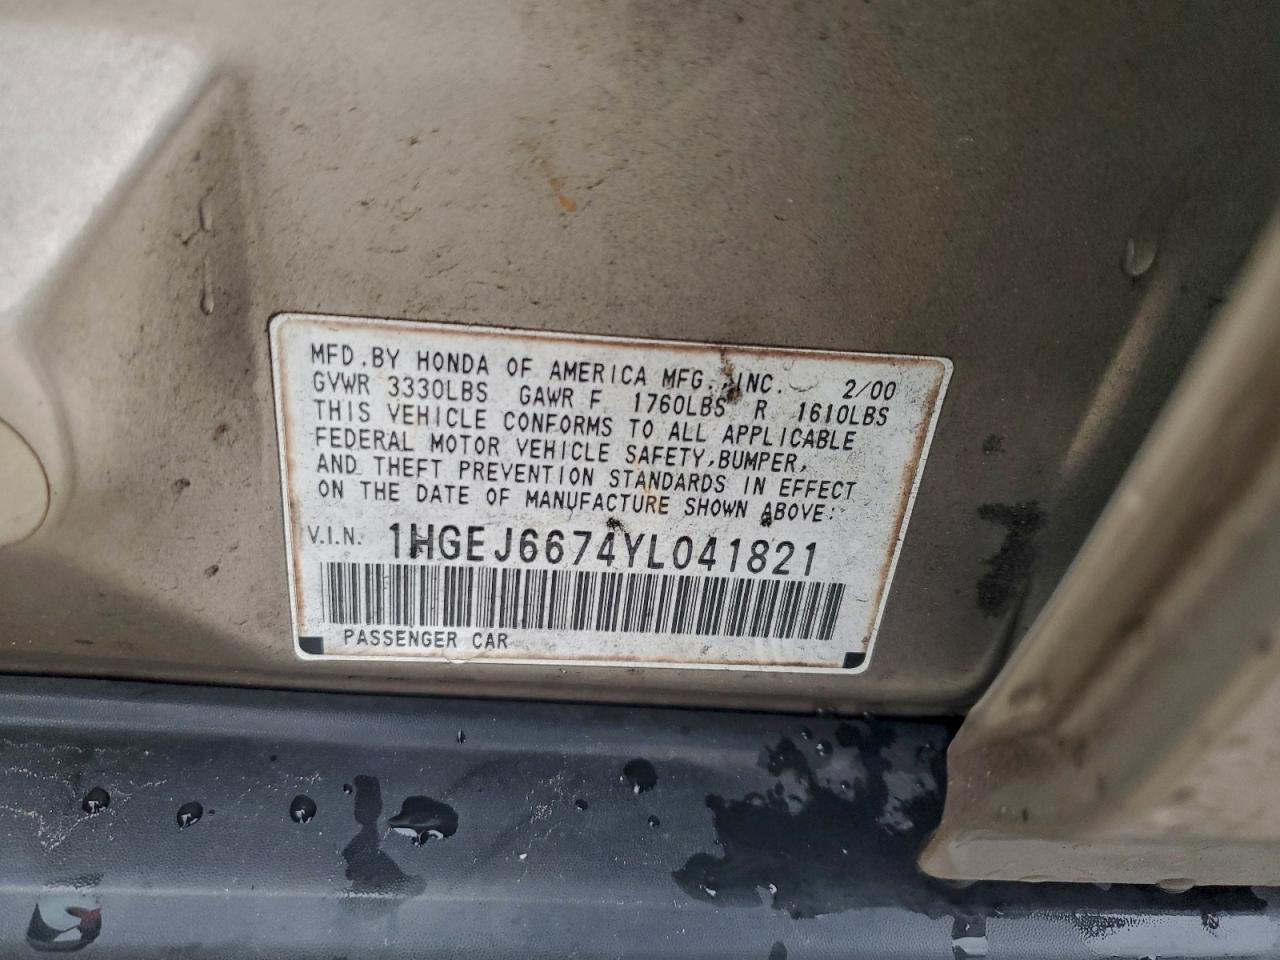 MFD.BY HONDA OF AMERICA MFG.,INC. 2/00
GVWR 3330LBS GAWR F 1760LBS R 1610LBS
THIS VEHICLE CONFORMS TO ALL APPLICABLE
FEDERAL MOTOR VEHICLE SAFETY,BUMPER,
AND THEFT PREVENTION STANDARDS IN EFFECT
ON THE DATE OF MANUFACTURE SHOWN ABOVE:
V.I.N. 1HGEJ6674YL041821
PASSENGER CAR